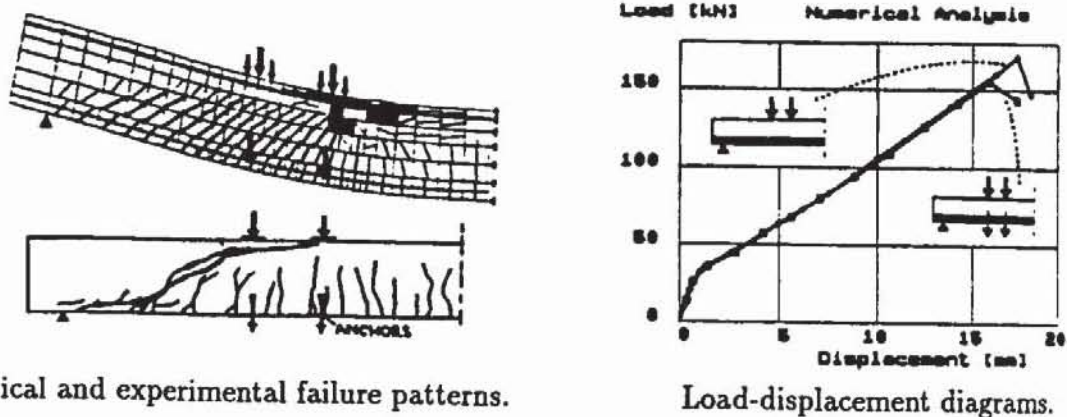 Load [kN] Numerical Analysis
150
100
50
0
0 5 10 15 20
Displacement [mm]
ANCHORS
ical and experimental failure patterns.
Load-displacement diagrams.